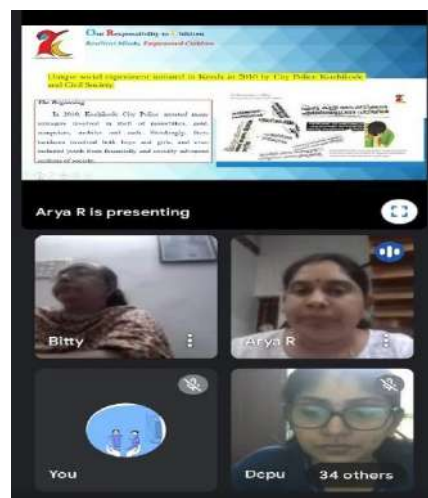 Our Responsibility to Children
Resilient Minds, Empowered Children
Unique social experiment initiated in Kerala in 2010 by City Police Kozhikode
and Civil Society
The Beginning
In 2010, Kozhikode City Police arrested many
teenagers involved in theft of motorbikes, gold,
computers, mobiles and cash. Shockingly, these
incidents involved both boys and girls, and even
included youth from financially and socially advanced
sections of society.
Arya R is presenting
Bitty
Arya R
You
Dcpu
34 others